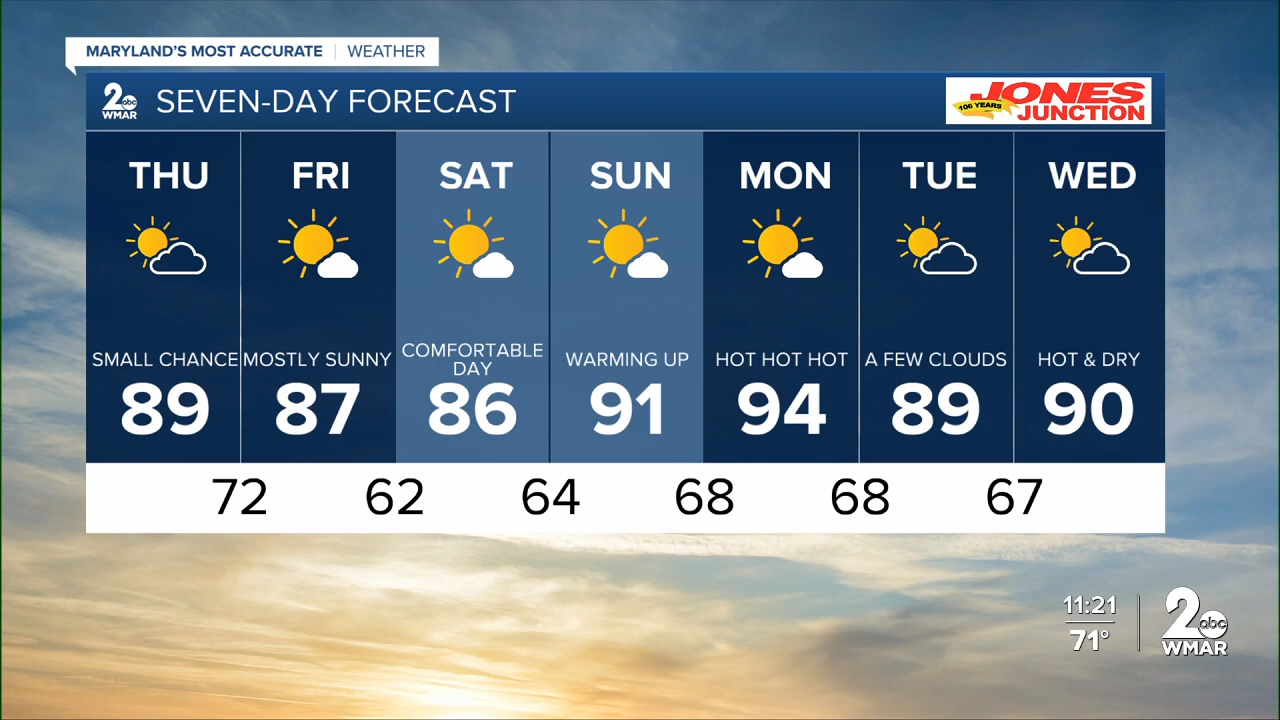 MARYLAND'S MOST ACCURATE | WEATHER
2 abc
WMAR
SEVEN-DAY FORECAST
JONES
106 YEARS
JUNCTION
THU FRI SAT SUN MON TUE WED
SMALL CHANCE MOSTLY SUNNY COMFORTABLE DAY WARMING UP HOT HOT HOT A FEW CLOUDS HOT & DRY
89 87 86 91 94 89 90
72 62 64 68 68 67
11:21
71°
2 abc
WMAR